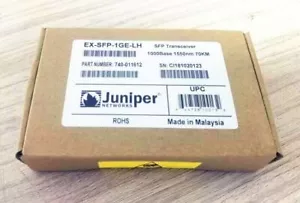 EX-SFP-1GE-LH
SFP Transceiver
1000Base 1550nm 70KM
PART NUMBER: 740-011612
SN: CI181020123
Juniper
NETWORKS
UPC
ROHS
Made in Malaysia